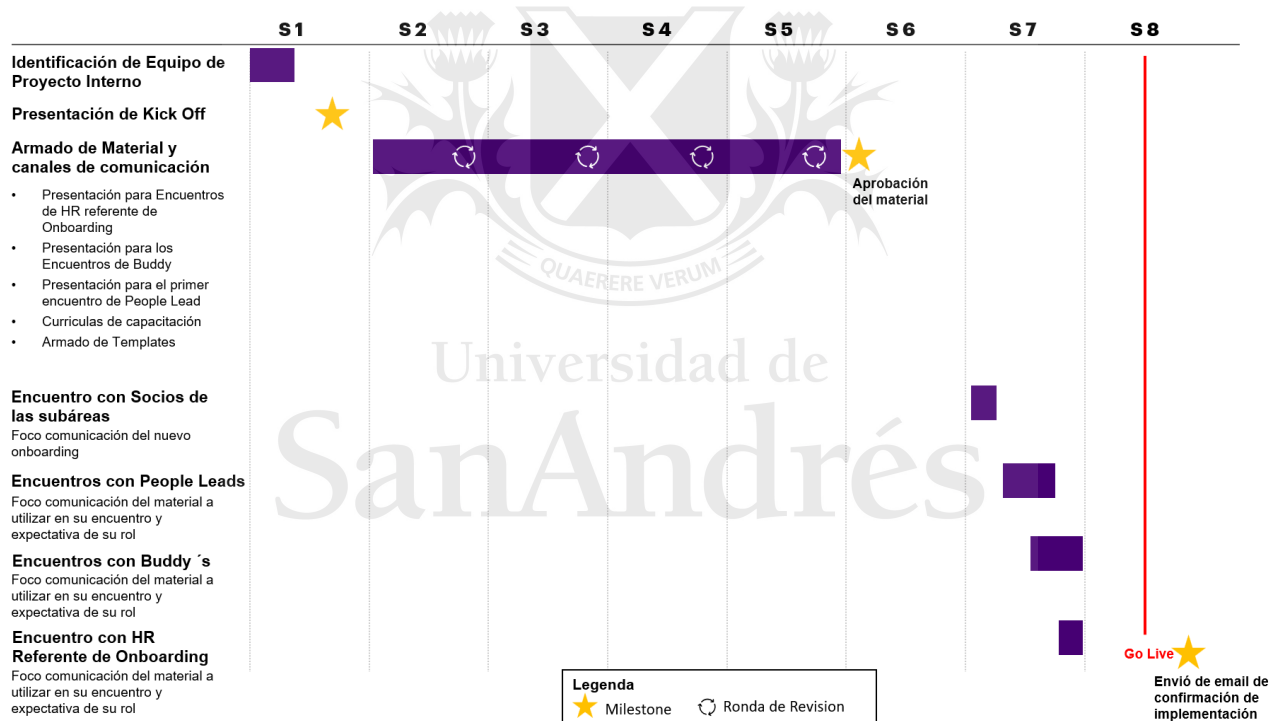 S1 S2 S3 S4 S5 S6 S7 S8
Identificación de Equipo de
Proyecto Interno
Presentación de Kick Off
Armado de Material y
canales de comunicación
• Presentación para Encuentros
de HR referente de
Onboarding
• Presentación para los
Encuentros de Buddy
• Presentación para el primer
encuentro de People Lead
• Curriculas de capacitación
• Armado de Templates
Aprobación
del material
QUAERERE VERUM
Universidad de
SanAndrés
Encuentro con Socios de
las subáreas
Foco comunicación del nuevo
onboarding
Encuentros con People Leads
Foco comunicación del material a
utilizar en su encuentro y
expectativa de su rol
Encuentros con Buddy ´s
Foco comunicación del material a
utilizar en su encuentro y
expectativa de su rol
Encuentro con HR
Referente de Onboarding
Foco comunicación del material a
utilizar en su encuentro y
expectativa de su rol
Go Live
Envió de email de
confirmación de
implementación
Legenda
Milestone
Ronda de Revision